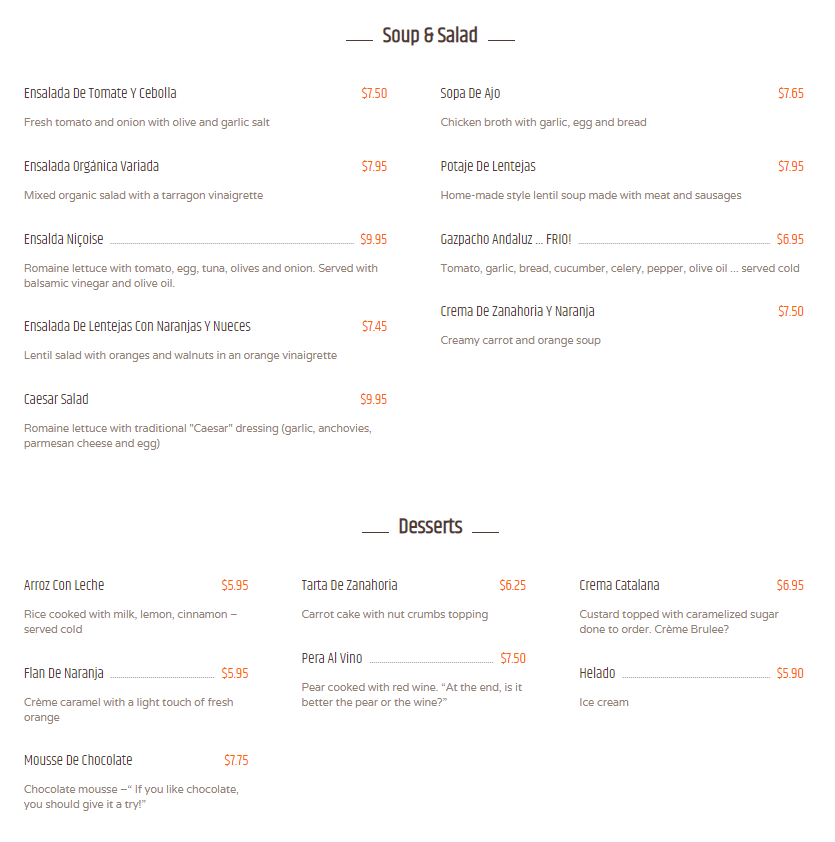 Soup & Salad
Ensalada De Tomate Y Cebolla $7.50
Fresh tomato and onion with olive and garlic salt
Ensalada Orgánica Variada $7.95
Mixed organic salad with a tarragon vinaigrette
Ensalda Niçoise $9.95
Romaine lettuce with tomato, egg, tuna, olives and onion. Served with
balsamic vinegar and olive oil.
Ensalada De Lentejas Con Naranjas Y Nueces $7.45
Lentil salad with oranges and walnuts in an orange vinaigrette
Caesar Salad $9.95
Romaine lettuce with traditional "Caesar" dressing (garlic, anchovies,
parmesan cheese and egg)
Sopa De Ajo $7.65
Chicken broth with garlic, egg and bread
Potaje De Lentejas $7.95
Home-made style lentil soup made with meat and sausages
Gazpacho Andaluz ... FRIO! $6.95
Tomato, garlic, bread, cucumber, celery, pepper, olive oil ... served cold
Crema De Zanahoria Y Naranja $7.50
Creamy carrot and orange soup
Desserts
Arroz Con Leche $5.95
Rice cooked with milk, lemon, cinnamon –
served cold
Flan De Naranja $5.95
Crème caramel with a light touch of fresh
orange
Mousse De Chocolate $7.75
Chocolate mousse –“ If you like chocolate,
you should give it a try!”
Tarta De Zanahoria $6.25
Carrot cake with nut crumbs topping
Pera Al Vino $7.50
Pear cooked with red wine. “At the end, is it
better the pear or the wine?”
Crema Catalana $6.95
Custard topped with caramelized sugar
done to order. Crème Brulee?
Helado $5.90
Ice cream